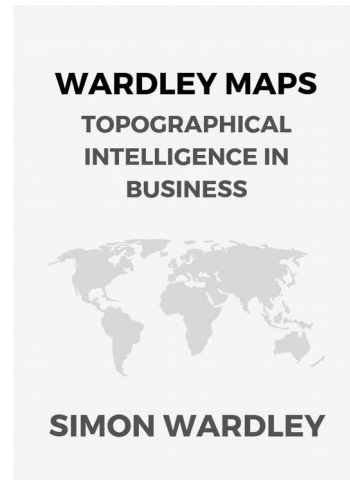 WARDLEY MAPS
TOPOGRAPHICAL
INTELLIGENCE IN
BUSINESS
SIMON WARDLEY